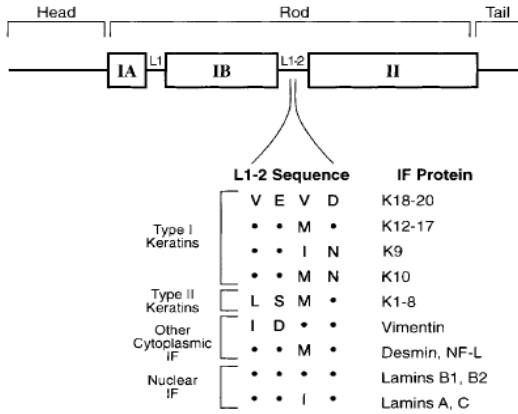 Head Rod Tail
IA L1 IB L1-2 II
L1-2 Sequence IF Protein
V E V D K18-20
• • M • K12-17
Type I Keratins
• • I N K9
• • M N K10
Type II Keratins
L S M • K1-8
Other Cytoplasmic IF
I D • • Vimentin
• • M • Desmin, NF-L
Nuclear IF
• • • • Lamins B1, B2
• • I • Lamins A, C